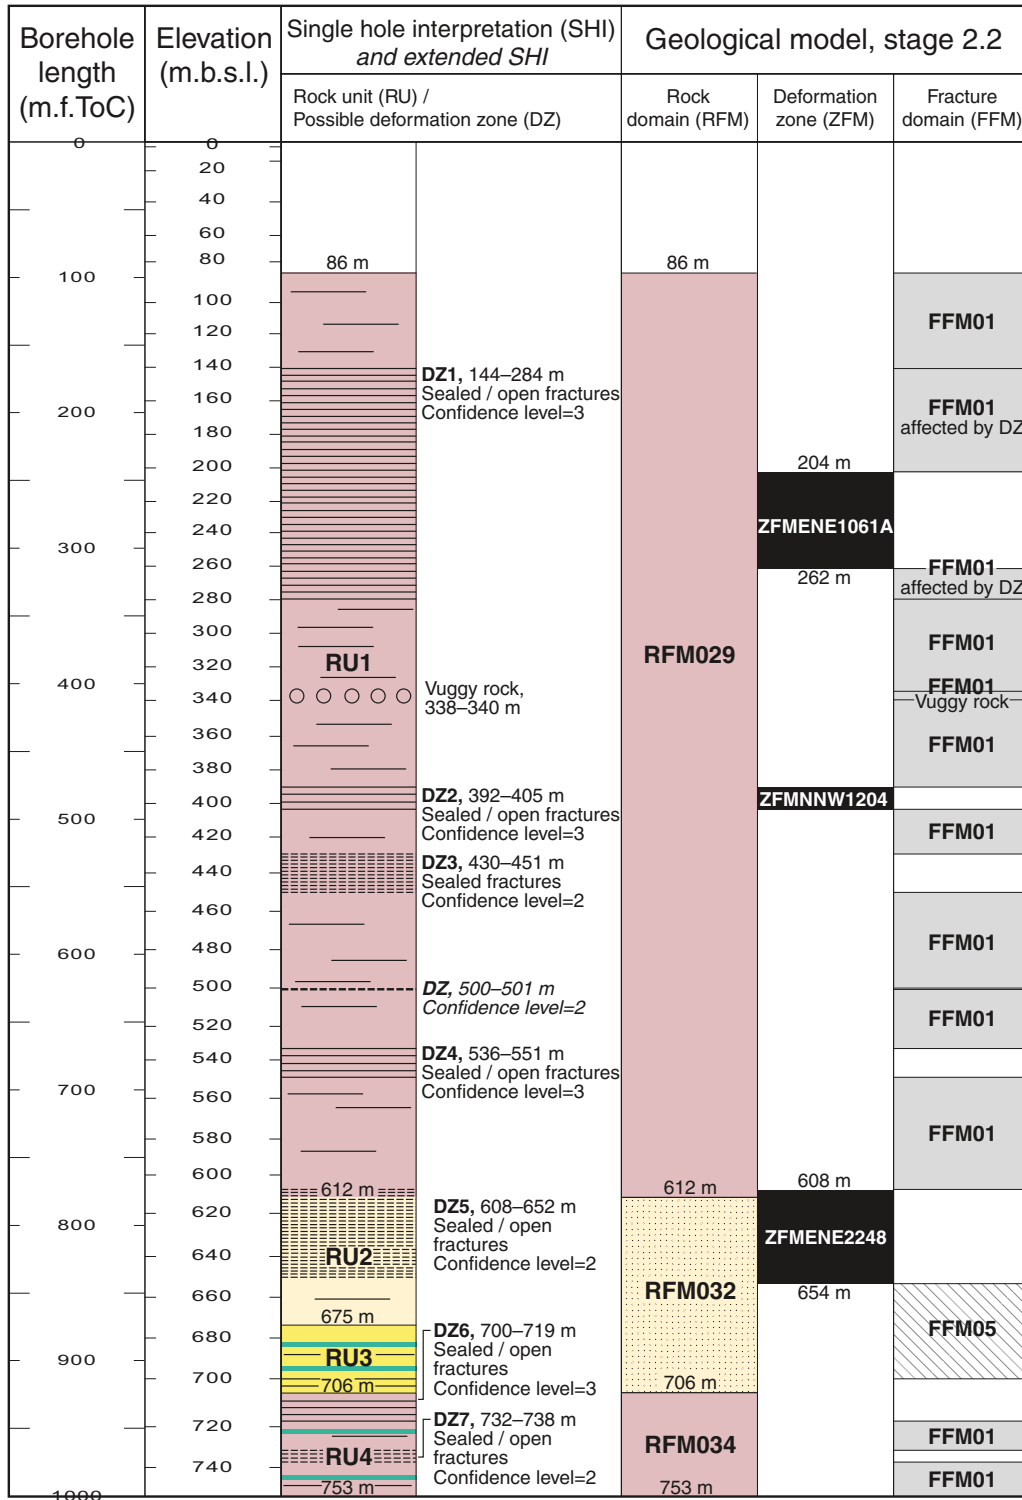 Borehole
length
(m.f.ToC)
Elevation
(m.b.s.l.)
Single hole interpretation (SHI)
and extended SHI
Geological model, stage 2.2
Rock unit (RU) /
Possible deformation zone (DZ)
Rock
domain (RFM)
Deformation
zone (ZFM)
Fracture
domain (FFM)
0
100
200
300
400
500
600
700
800
900
1000
0
20
40
60
80
100
120
140
160
180
200
220
240
260
280
300
320
340
360
380
400
420
440
460
480
500
520
540
560
580
600
620
640
660
680
700
720
740
86 m
RU1
612 m
RU2
675 m
RU3
706 m
RU4
753 m
DZ1, 144–284 m
Sealed / open fractures
Confidence level=3
Vuggy rock,
338–340 m
DZ2, 392–405 m
Sealed / open fractures
Confidence level=3
DZ3, 430–451 m
Sealed fractures
Confidence level=2
DZ, 500–501 m
Confidence level=2
DZ4, 536–551 m
Sealed / open fractures
Confidence level=3
DZ5, 608–652 m
Sealed / open
fractures
Confidence level=2
DZ6, 700–719 m
Sealed / open
fractures
Confidence level=3
DZ7, 732–738 m
Sealed / open
fractures
Confidence level=2
86 m
RFM029
612 m
RFM032
706 m
RFM034
753 m
204 m
ZFMENE1061A
262 m
ZFMNNW1204
608 m
ZFMENE2248
654 m
FFM01
FFM01
affected by DZ
FFM01
affected by DZ
FFM01
FFM01
Vuggy rock
FFM01
FFM01
FFM01
FFM01
FFM01
FFM05
FFM01
FFM01